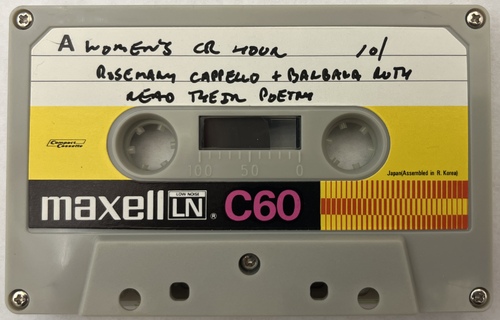 A WOMEN'S CR HOUR 10/
ROSEMARY CAPPELLO + BARBARA RUTH
READ THEIR POETRY
Compact Cassette
100 50 0
Japan(Assembled in R. Korea)
maxell LOW NOISE LN ® C60